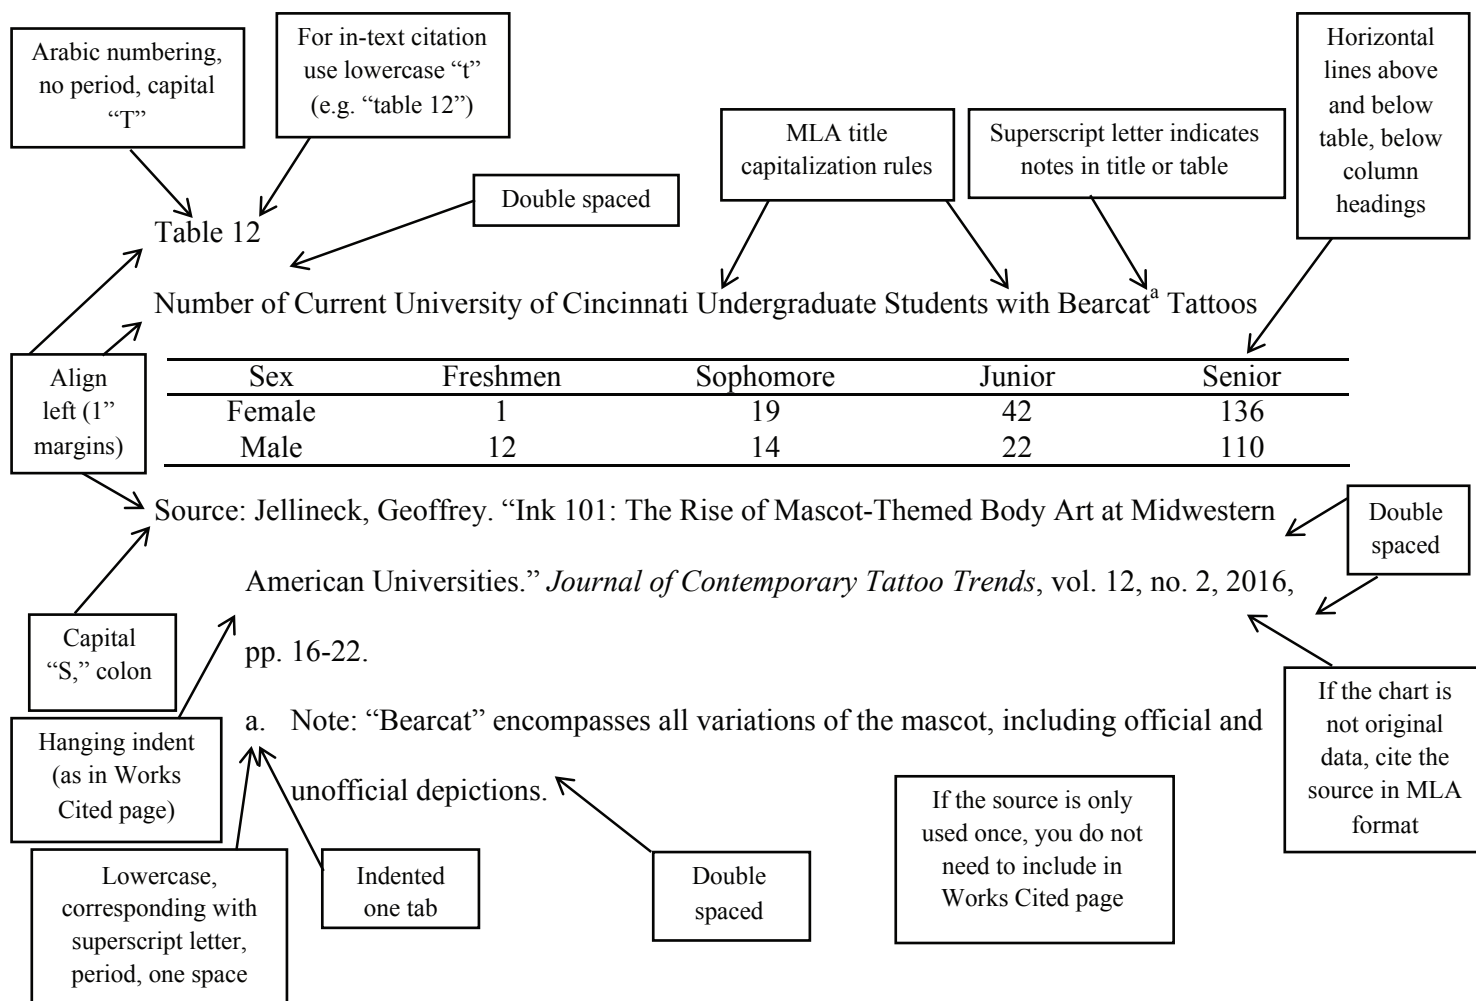 Arabic numbering,
no period, capital
“T”
For in-text citation
use lowercase “t”
(e.g. “table 12”)
Double spaced
MLA title
capitalization rules
Superscript letter indicates
notes in title or table
Horizontal
lines above
and below
table, below
column
headings
Table 12
Number of Current University of Cincinnati Undergraduate Students with Bearcatᵃ Tattoos
Align
left (1”
margins)
Sex Freshmen Sophomore Junior Senior
Female 1 19 42 136
Male 12 14 22 110
Source: Jellineck, Geoffrey. “Ink 101: The Rise of Mascot-Themed Body Art at Midwestern
American Universities.” Journal of Contemporary Tattoo Trends, vol. 12, no. 2, 2016,
pp. 16-22.
Double
spaced
Capital
“S,” colon
a. Note: “Bearcat” encompasses all variations of the mascot, including official and
unofficial depictions.
Hanging indent
(as in Works
Cited page)
If the chart is
not original
data, cite the
source in MLA
format
Lowercase,
corresponding with
superscript letter,
period, one space
Indented
one tab
Double
spaced
If the source is only
used once, you do not
need to include in
Works Cited page